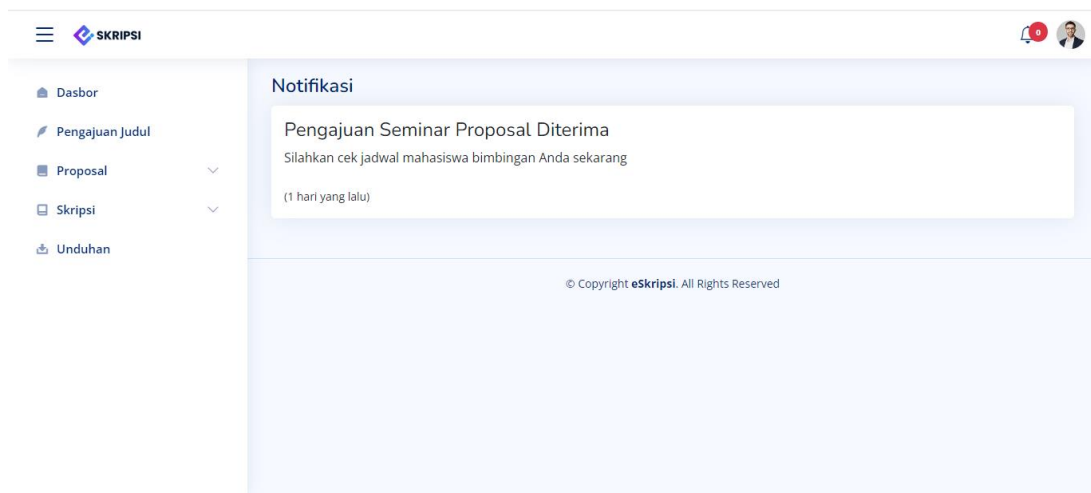 SKRIPSI
0
Dasbor
Pengajuan Judul
Proposal
Skripsi
Unduhan
Notifikasi
Pengajuan Seminar Proposal Diterima
Silahkan cek jadwal mahasiswa bimbingan Anda sekarang
(1 hari yang lalu)
© Copyright eSkripsi. All Rights Reserved